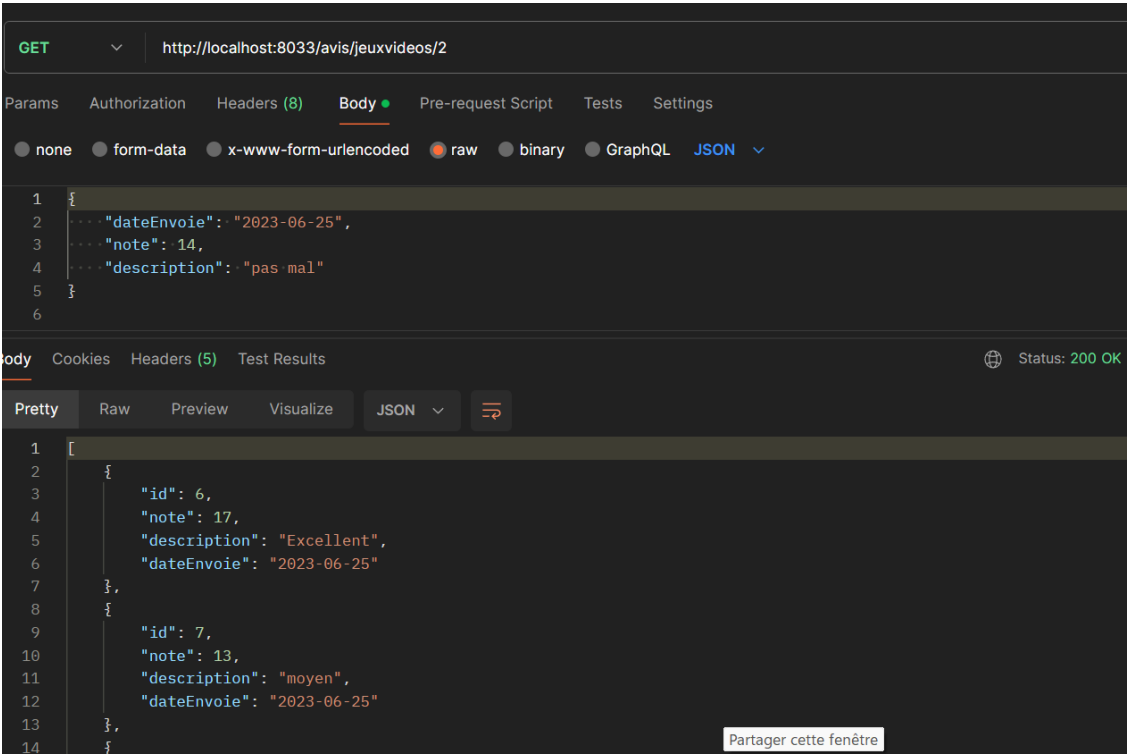 GET http://localhost:8033/avis/jeuxvideos/2
Params Authorization Headers (8) Body Pre-request Script Tests Settings
none form-data x-www-form-urlencoded raw binary GraphQL JSON
1 {
2 "dateEnvoie": "2023-06-25",
3 "note": 14,
4 "description": "pas mal"
5 }
6
Body Cookies Headers (5) Test Results Status: 200 OK
Pretty Raw Preview Visualize JSON
1 [
2 {
3 "id": 6,
4 "note": 17,
5 "description": "Excellent",
6 "dateEnvoie": "2023-06-25"
7 },
8 {
9 "id": 7,
10 "note": 13,
11 "description": "moyen",
12 "dateEnvoie": "2023-06-25"
13 },
14 {
Partager cette fenêtre